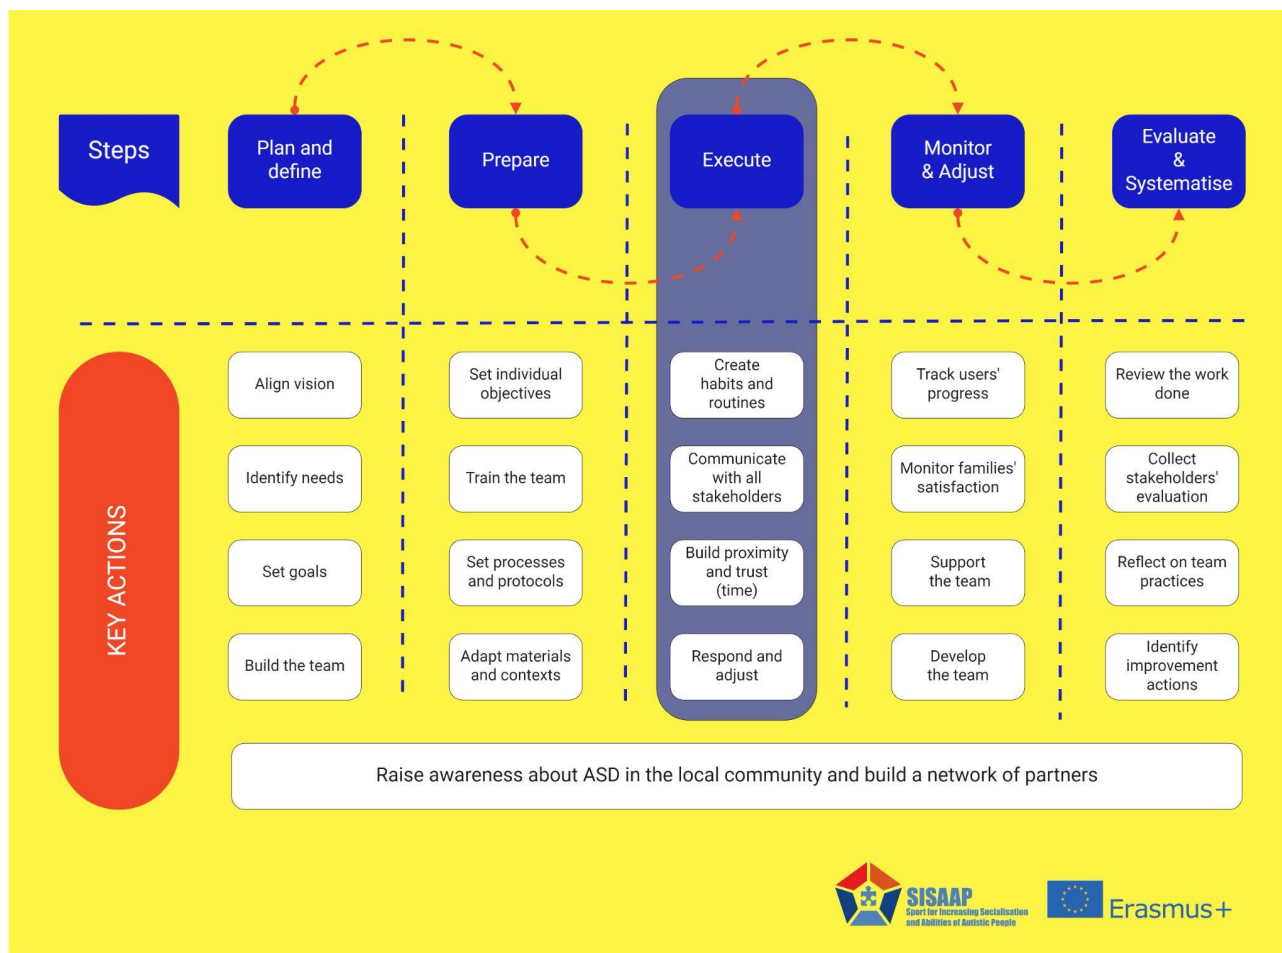 Steps
Plan and
define
Prepare
Execute
Monitor
& Adjust
Evaluate
&
Systematise
KEY ACTIONS
Align vision
Set individual
objectives
Create
habits and
routines
Track users'
progress
Review the work
done
Identify needs
Train the team
Communicate
with all
stakeholders
Monitor families'
satisfaction
Collect
stakeholders'
evaluation
Set goals
Set processes
and protocols
Build proximity
and trust
(time)
Support
the team
Reflect on team
practices
Build the team
Adapt materials
and contexts
Respond and
adjust
Develop
the team
Identify
improvement
actions
Raise awareness about ASD in the local community and build a network of partners
SISAAP
Sport for Increasing Socialisation
and Abilities of Autistic People
Erasmus+